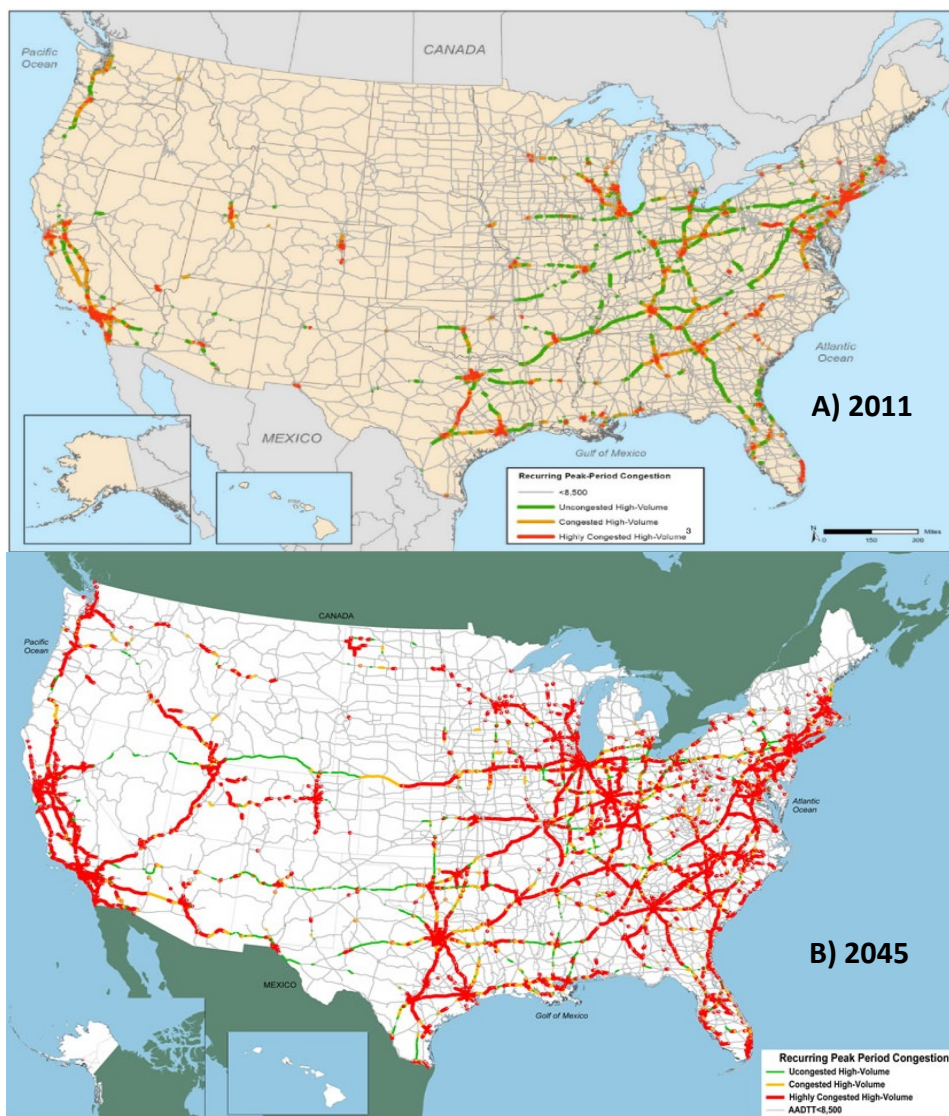 Pacific
Ocean
CANADA
Atlantic
Ocean
A) 2011
MEXICO
Gulf of Mexico
Recurring Peak-Period Congestion
<8,500
Uncongested High-Volume
Congested High-Volume
Highly Congested High-Volume
3
N
Miles
0 150 300
CANADA
Pacific
Ocean
Atlantic
Ocean
B) 2045
MEXICO
Gulf of Mexico
Recurring Peak Period Congestion
Ucongested High-Volume
Congested High-Volume
Highly Congested High-Volume
AADTT<8,500